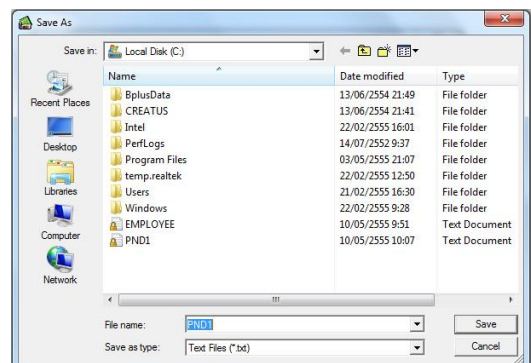 Save As
Save in: Local Disk (C:)
Name Date modified Type
BplusData 13/06/2554 21:49 File folder
CREATUS 13/06/2554 21:41 File folder
Intel 22/02/2555 16:01 File folder
PerfLogs 14/07/2552 9:37 File folder
Program Files 03/05/2555 21:07 File folder
temp.realtek 22/02/2555 12:50 File folder
Users 21/02/2555 16:30 File folder
Windows 22/02/2555 9:28 File folder
EMPLOYEE 10/05/2555 9:51 Text Document
PND1 10/05/2555 10:07 Text Document
Recent Places
Desktop
Libraries
Computer
Network
File name: PND1 Save
Save as type: Text Files (*.txt) Cancel